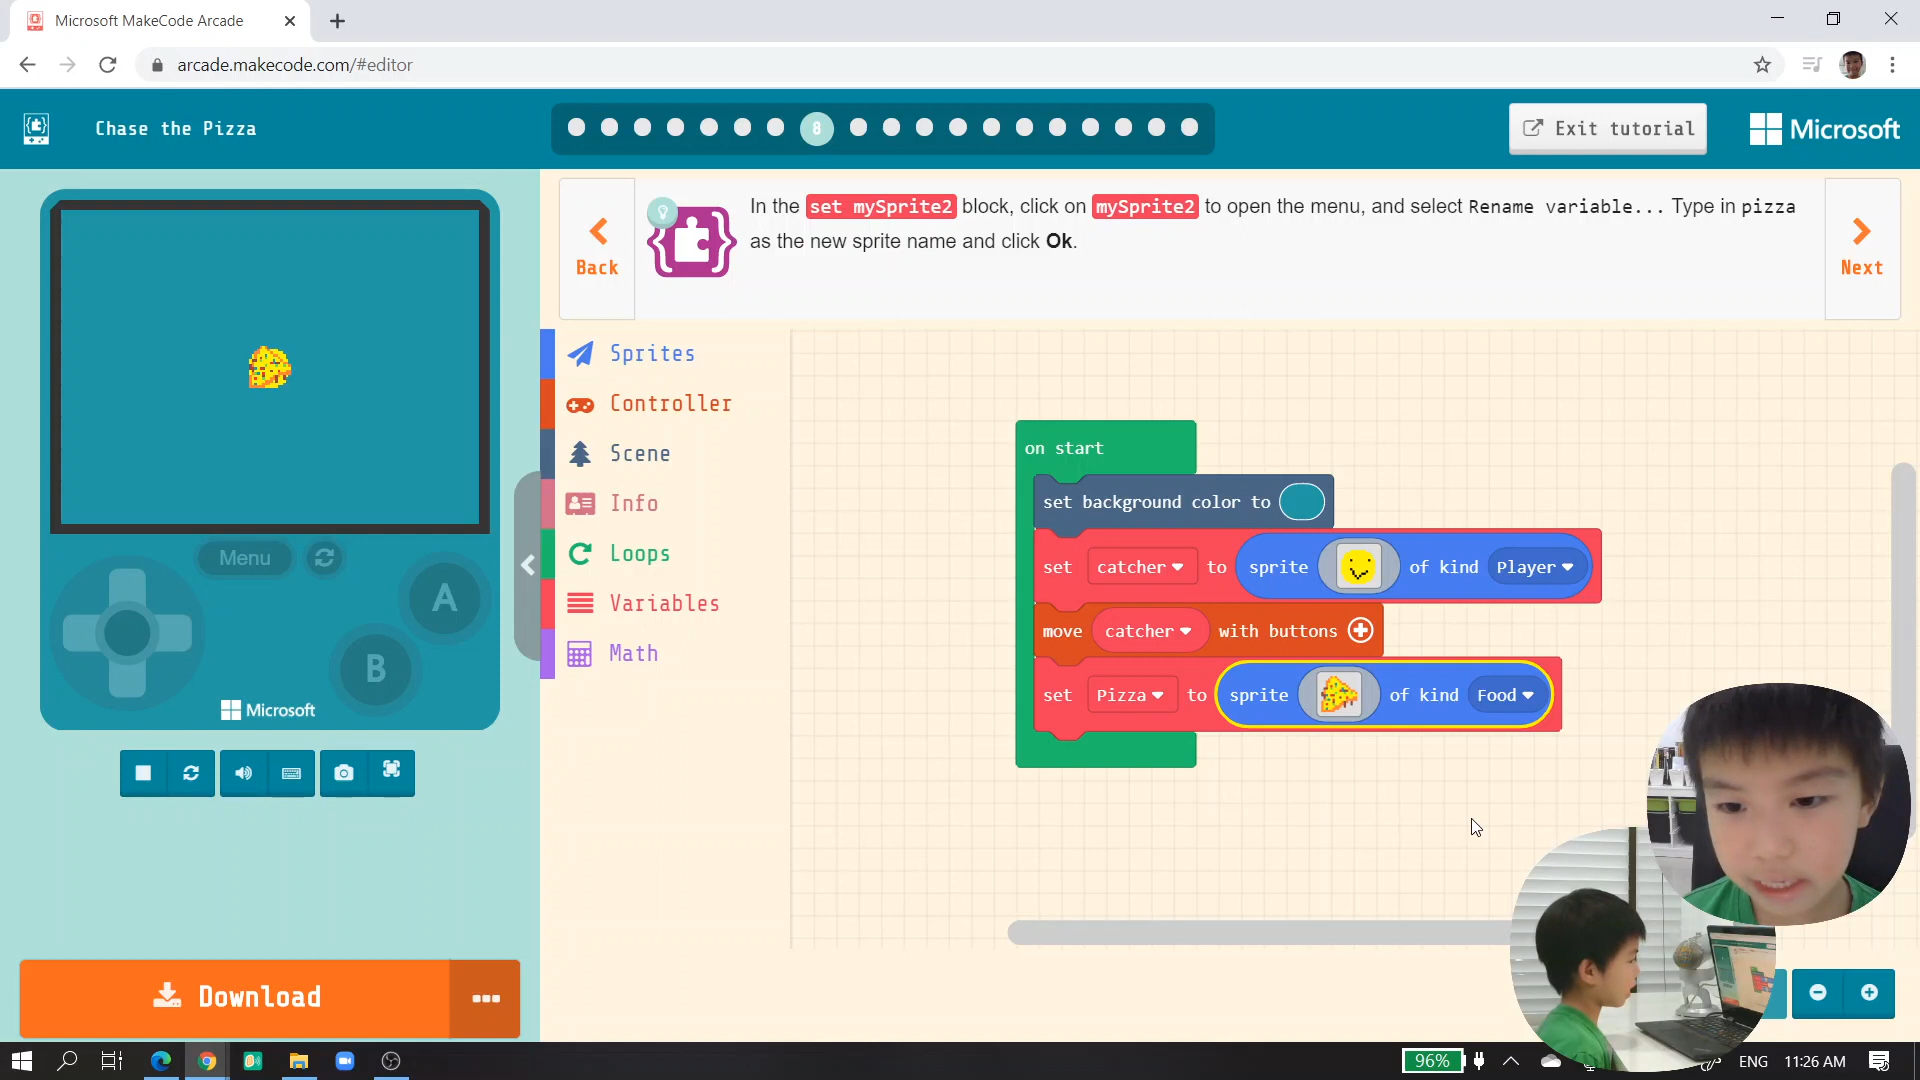 Microsoft MakeCode Arcade
arcade.makecode.com/#editor
Chase the Pizza
8
Exit tutorial
Microsoft
Back
In the set mySprite2 block, click on mySprite2 to open the menu, and select Rename variable... Type in pizza
as the new sprite name and click Ok.
Next
Sprites
Controller
Scene
Info
Loops
Variables
Math
on start
set background color to
set catcher to sprite of kind Player
move catcher with buttons
set Pizza to sprite of kind Food
Menu
A
B
Microsoft
Download
96%
ENG
11:26 AM